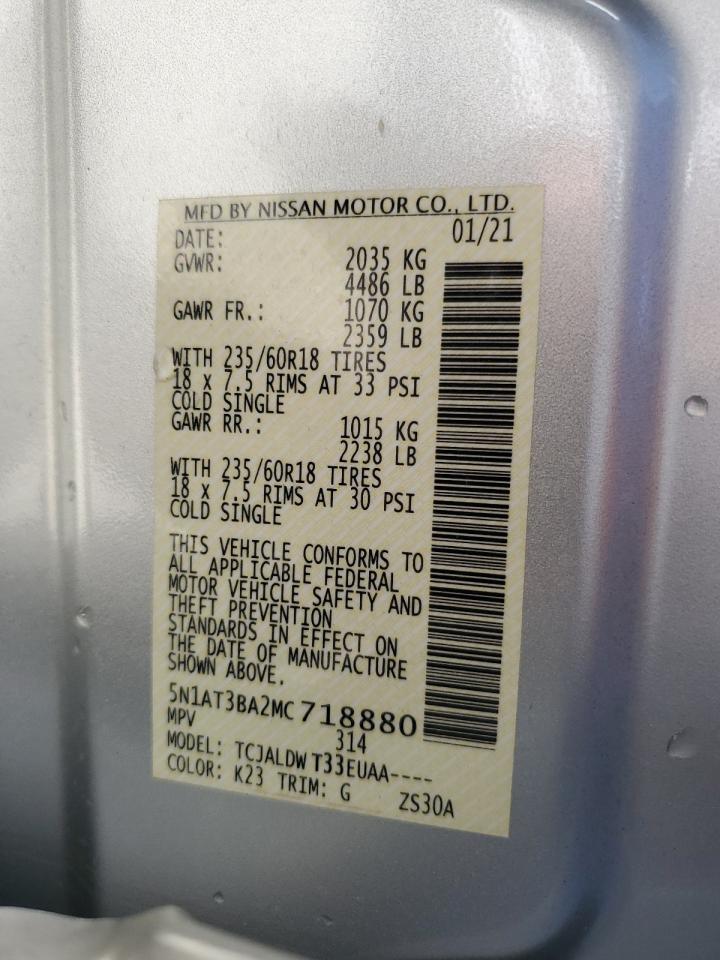 MFD BY NISSAN MOTOR CO., LTD.
DATE: 01/21
GVWR: 2035 KG
4486 LB
GAWR FR.: 1070 KG
2359 LB
WITH 235/60R18 TIRES
18 x 7.5 RIMS AT 33 PSI
COLD SINGLE
GAWR RR.: 1015 KG
2238 LB
WITH 235/60R18 TIRES
18 x 7.5 RIMS AT 30 PSI
COLD SINGLE
THIS VEHICLE CONFORMS TO
ALL APPLICABLE FEDERAL
MOTOR VEHICLE SAFETY AND
THEFT PREVENTION
STANDARDS IN EFFECT ON
THE DATE OF MANUFACTURE
SHOWN ABOVE.
5N1AT3BA2MC718880
MPV 314
MODEL: TCJALDWT33EUAA----
COLOR: K23 TRIM: G ZS30A